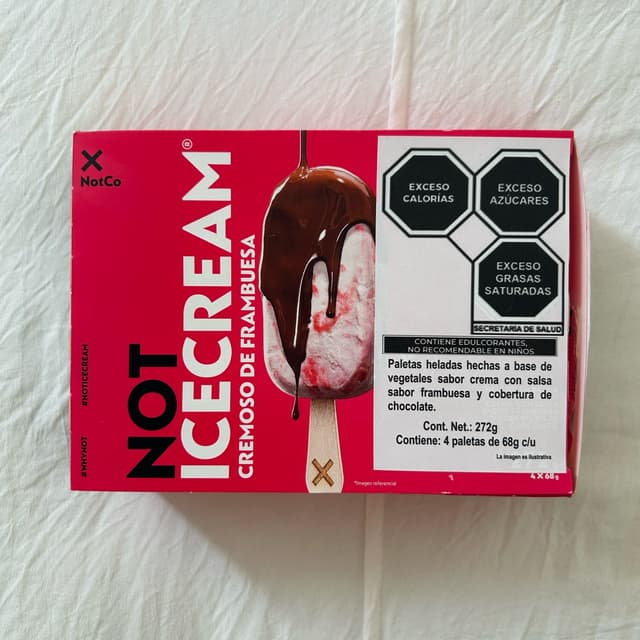 NotCo
#WHYNOT
#NOTICECREAM
NOT
ICECREAM®
CREMOSO DE FRAMBUESA
*Imagen referencial
EXCESO
CALORÍAS
EXCESO
AZÚCARES
EXCESO
GRASAS
SATURADAS
SECRETARÍA DE SALUD
CONTIENE EDULCORANTES,
NO RECOMENDABLE EN NIÑOS
Paletas heladas hechas a base de
vegetales sabor crema con salsa
sabor frambuesa y cobertura de
chocolate.
Cont. Net.: 272g
Contiene: 4 paletas de 68g c/u
La imagen es ilustrativa
4 X 68g